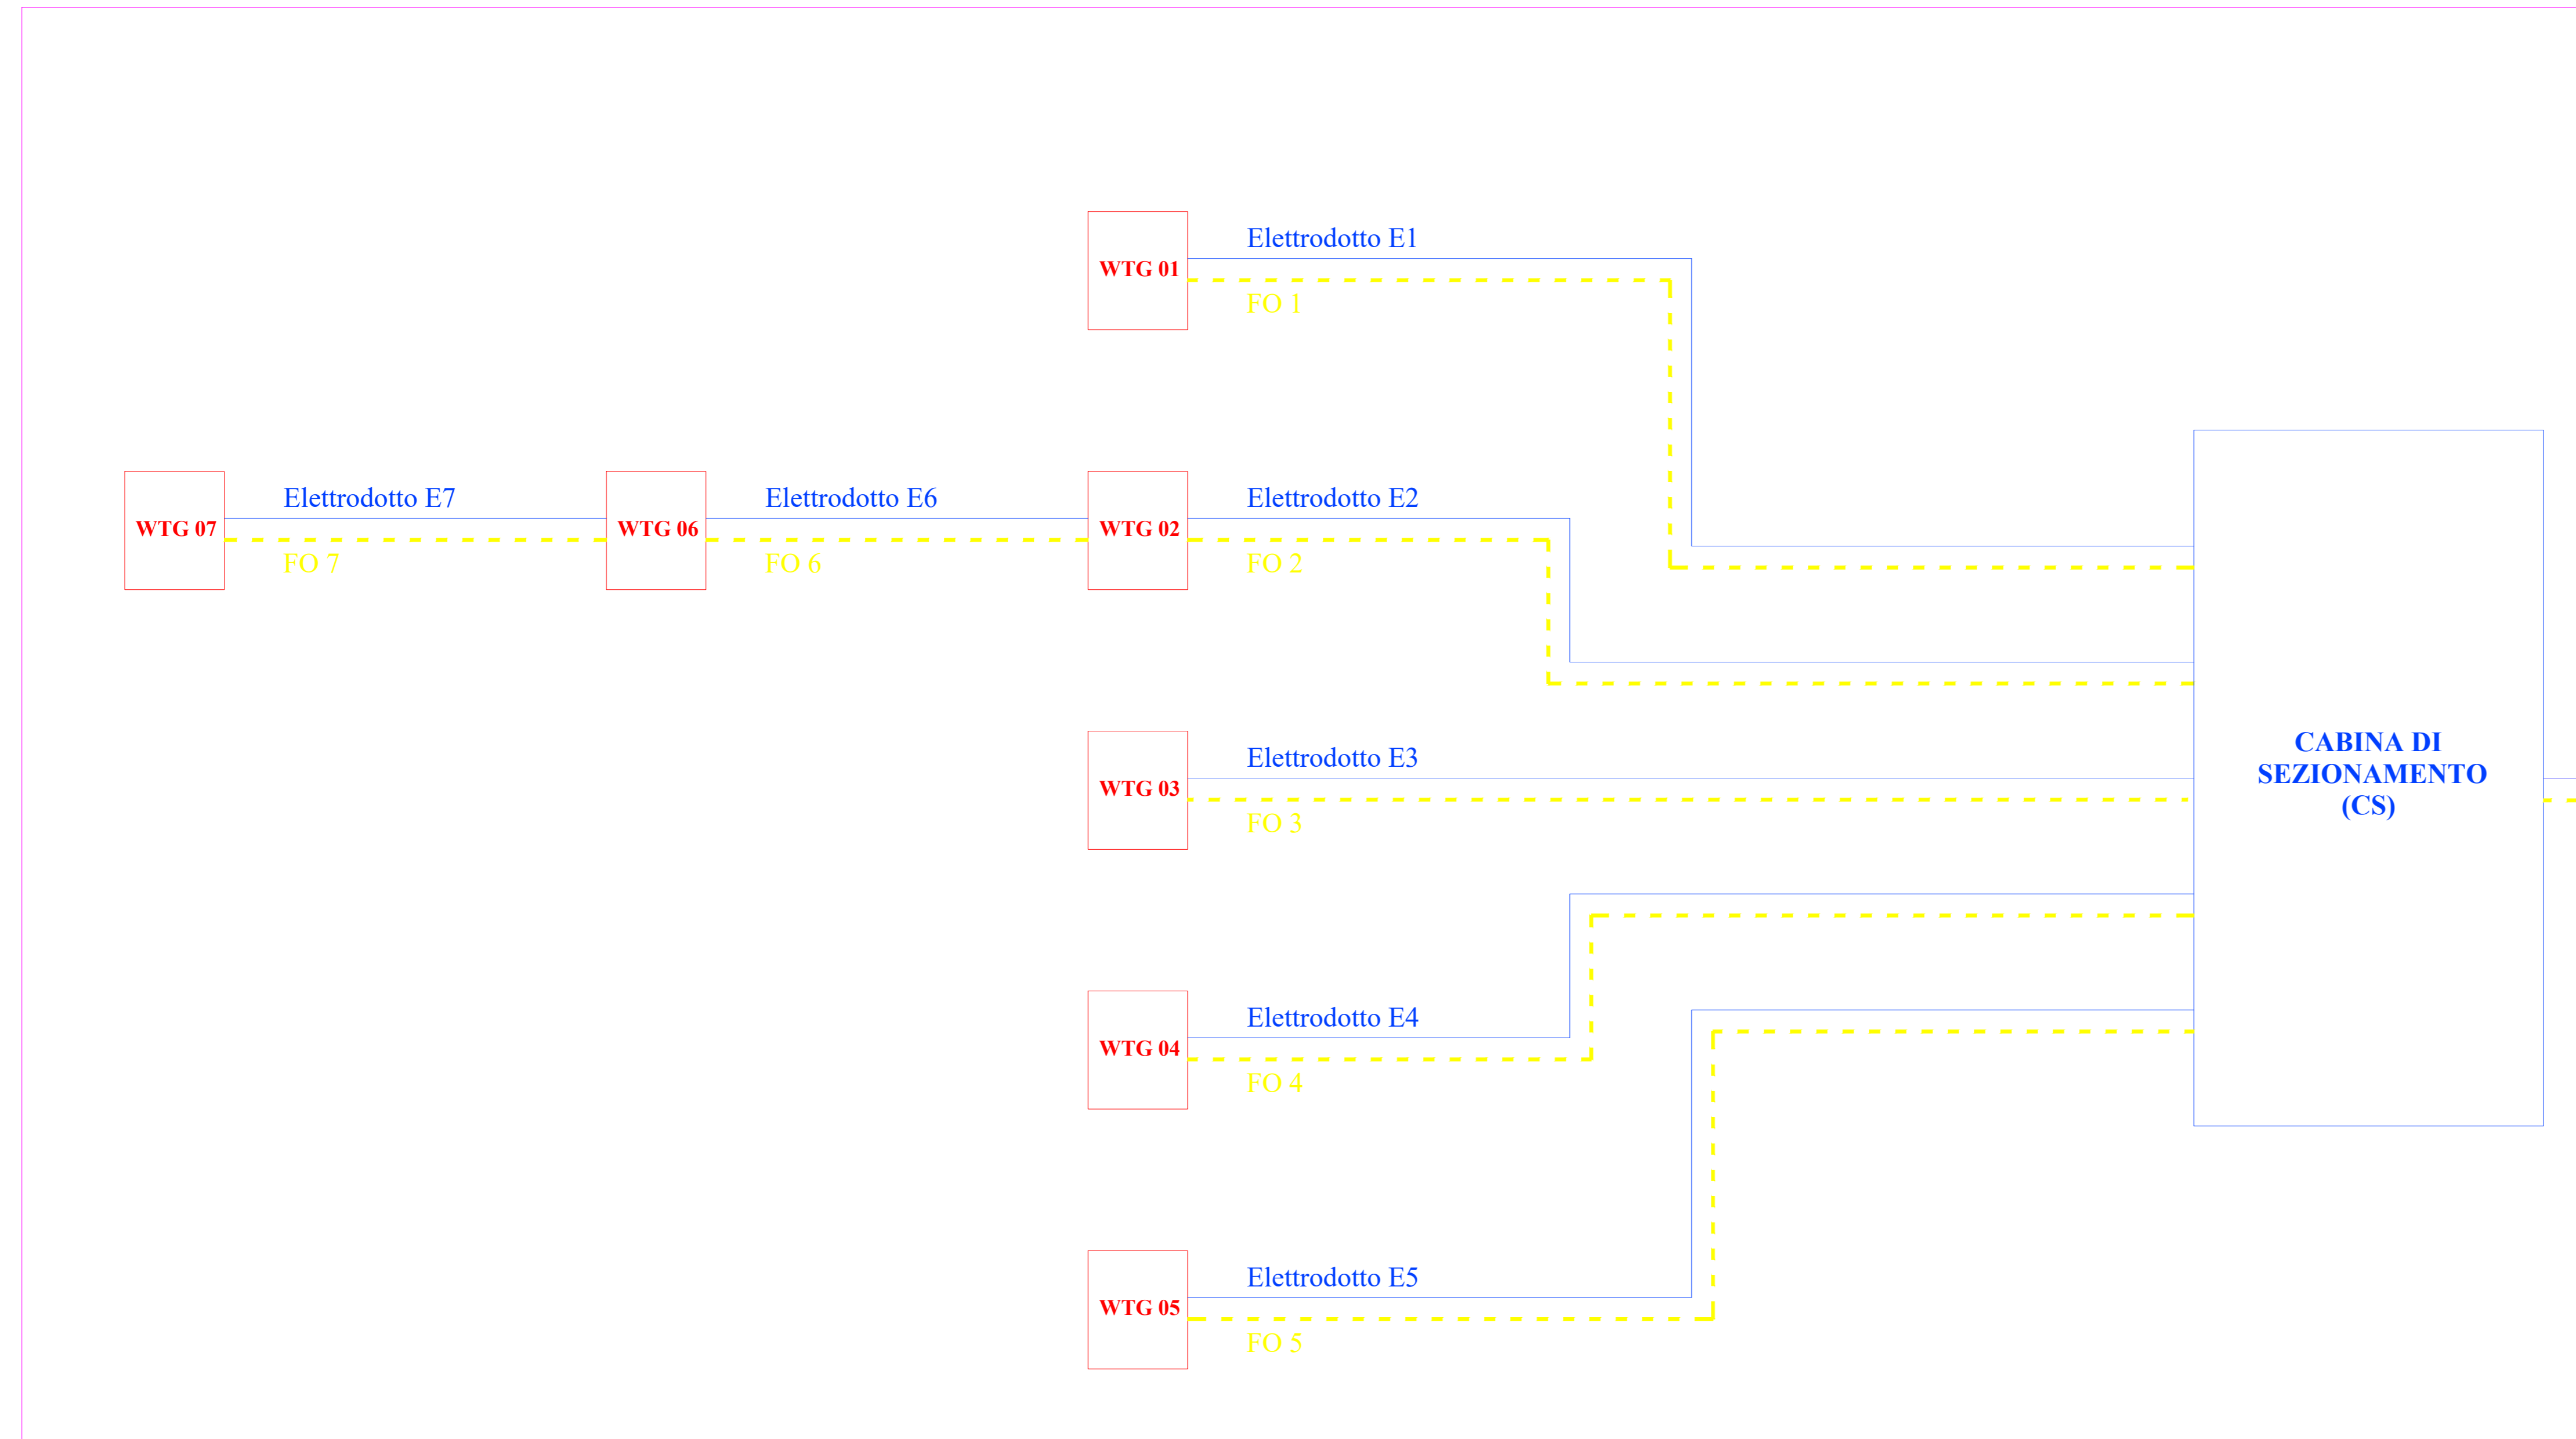 Elettrodotto E1
WTG 01
FO 1
Elettrodotto E7
WTG 07
FO 7
Elettrodotto E6
WTG 06
FO 6
Elettrodotto E2
WTG 02
FO 2
Elettrodotto E3
WTG 03
FO 3
CABINA DI
SEZIONAMENTO
(CS)
Elettrodotto E4
WTG 04
FO 4
Elettrodotto E5
WTG 05
FO 5